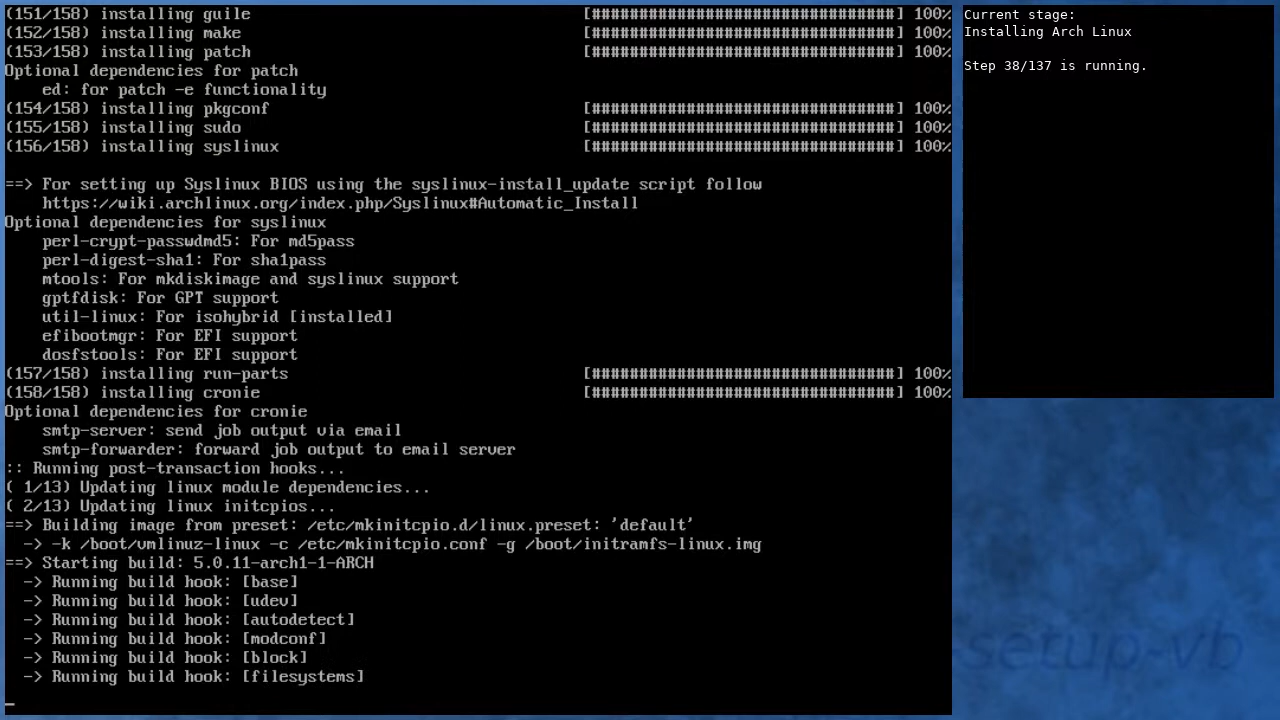 (151/158) installing guile [################################] 100%
(152/158) installing make [################################] 100%
(153/158) installing patch [################################] 100%
Optional dependencies for patch
ed: for patch -e functionality
(154/158) installing pkgconf [################################] 100%
(155/158) installing sudo [################################] 100%
(156/158) installing syslinux [################################] 100%
==> For setting up Syslinux BIOS using the syslinux-install_update script follow
https://wiki.archlinux.org/index.php/Syslinux#Automatic_Install
Optional dependencies for syslinux
perl-crypt-passwdmd5: For md5pass
perl-digest-sha1: For sha1pass
mtools: For mkdiskimage and syslinux support
gptfdisk: For GPT support
util-linux: For isohybrid [installed]
efibootmgr: For EFI support
dosfstools: For EFI support
(157/158) installing run-parts [################################] 100%
(158/158) installing cronie [################################] 100%
Optional dependencies for cronie
smtp-server: send job output via email
smtp-forwarder: forward job output to email server
:: Running post-transaction hooks...
( 1/13) Updating linux module dependencies...
( 2/13) Updating linux initcpios...
==> Building image from preset: /etc/mkinitcpio.d/linux.preset: 'default'
-> -k /boot/vmlinuz-linux -c /etc/mkinitcpio.conf -g /boot/initramfs-linux.img
==> Starting build: 5.0.11-arch1-1-ARCH
-> Running build hook: [base]
-> Running build hook: [udev]
-> Running build hook: [autodetect]
-> Running build hook: [modconf]
-> Running build hook: [block]
-> Running build hook: [filesystems]
_
Current stage:
Installing Arch Linux
Step 38/137 is running.
-setup-vb